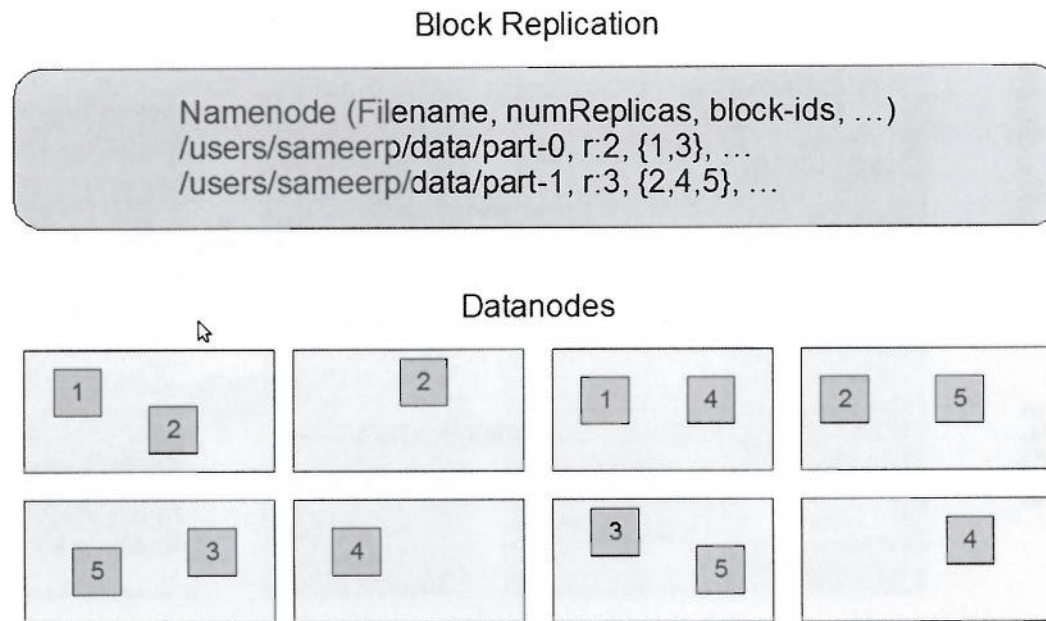 Block Replication
Namenode (Filename, numReplicas, block-ids, ...)
/users/sameerp/data/part-0, r:2, {1,3}, ...
/users/sameerp/data/part-1, r:3, {2,4,5}, ...
Datanodes
1
2
2
1 4
2 5
5 3
4
3
5
4